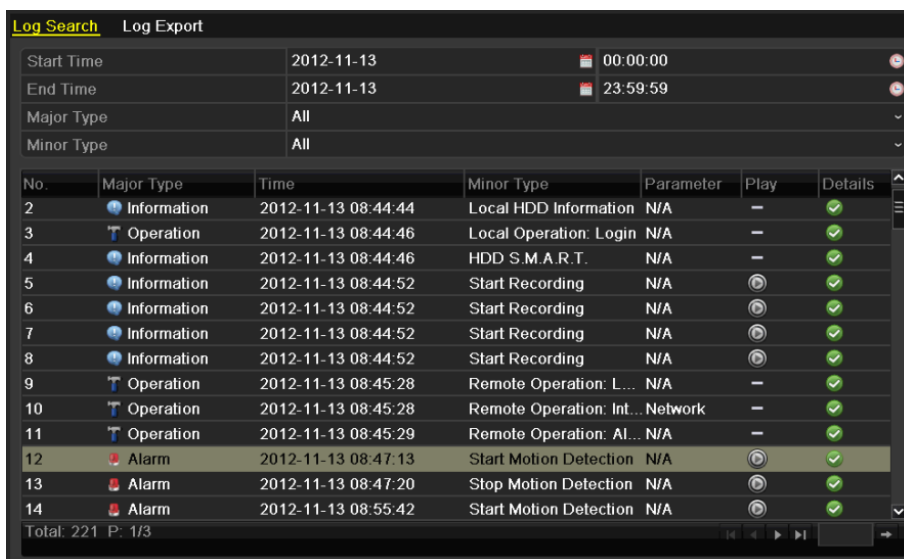 Log Search Log Export
Start Time 2012-11-13 00:00:00
End Time 2012-11-13 23:59:59
Major Type All
Minor Type All
No. Major Type Time Minor Type Parameter Play Details
2 Information 2012-11-13 08:44:44 Local HDD Information N/A –
3 Operation 2012-11-13 08:44:46 Local Operation: Login N/A –
4 Information 2012-11-13 08:44:46 HDD S.M.A.R.T. N/A –
5 Information 2012-11-13 08:44:52 Start Recording N/A
6 Information 2012-11-13 08:44:52 Start Recording N/A
7 Information 2012-11-13 08:44:52 Start Recording N/A
8 Information 2012-11-13 08:44:52 Start Recording N/A
9 Operation 2012-11-13 08:45:28 Remote Operation: L... N/A –
10 Operation 2012-11-13 08:45:28 Remote Operation: Int... Network –
11 Operation 2012-11-13 08:45:29 Remote Operation: Al... N/A –
12 Alarm 2012-11-13 08:47:13 Start Motion Detection N/A
13 Alarm 2012-11-13 08:47:20 Stop Motion Detection N/A
14 Alarm 2012-11-13 08:55:42 Start Motion Detection N/A
Total: 221 P: 1/3